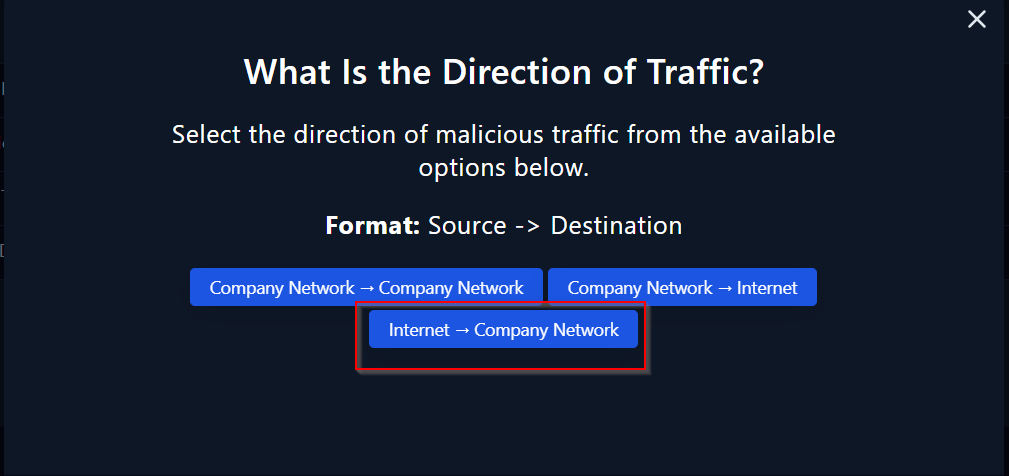 What Is the Direction of Traffic?
Select the direction of malicious traffic from the available
options below.
Format: Source -> Destination
Company Network → Company Network
Company Network → Internet
Internet → Company Network